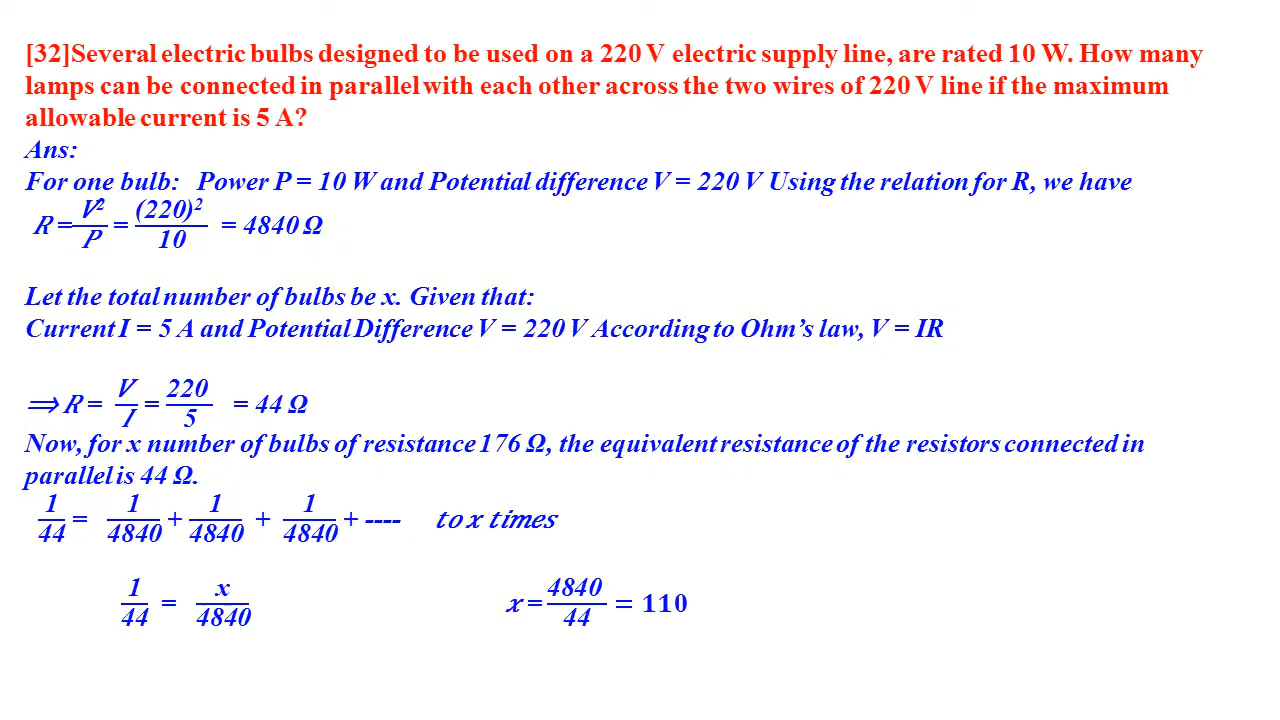 [32]Several electric bulbs designed to be used on a 220 V electric supply line, are rated 10 W. How many
lamps can be connected in parallel with each other across the two wires of 220 V line if the maximum
allowable current is 5 A?
Ans:
For one bulb: Power P = 10 W and Potential difference V = 220 V Using the relation for R, we have
R = V²/P = (220)²/10 = 4840 Ω
Let the total number of bulbs be x. Given that:
Current I = 5 A and Potential Difference V = 220 V According to Ohm’s law, V = IR
⟹ R = V/I = 220/5 = 44 Ω
Now, for x number of bulbs of resistance 176 Ω, the equivalent resistance of the resistors connected in
parallel is 44 Ω.
1/44 = 1/4840 + 1/4840 + 1/4840 + ---- to x times
1/44 = x/4840 x = 4840/44 = 110